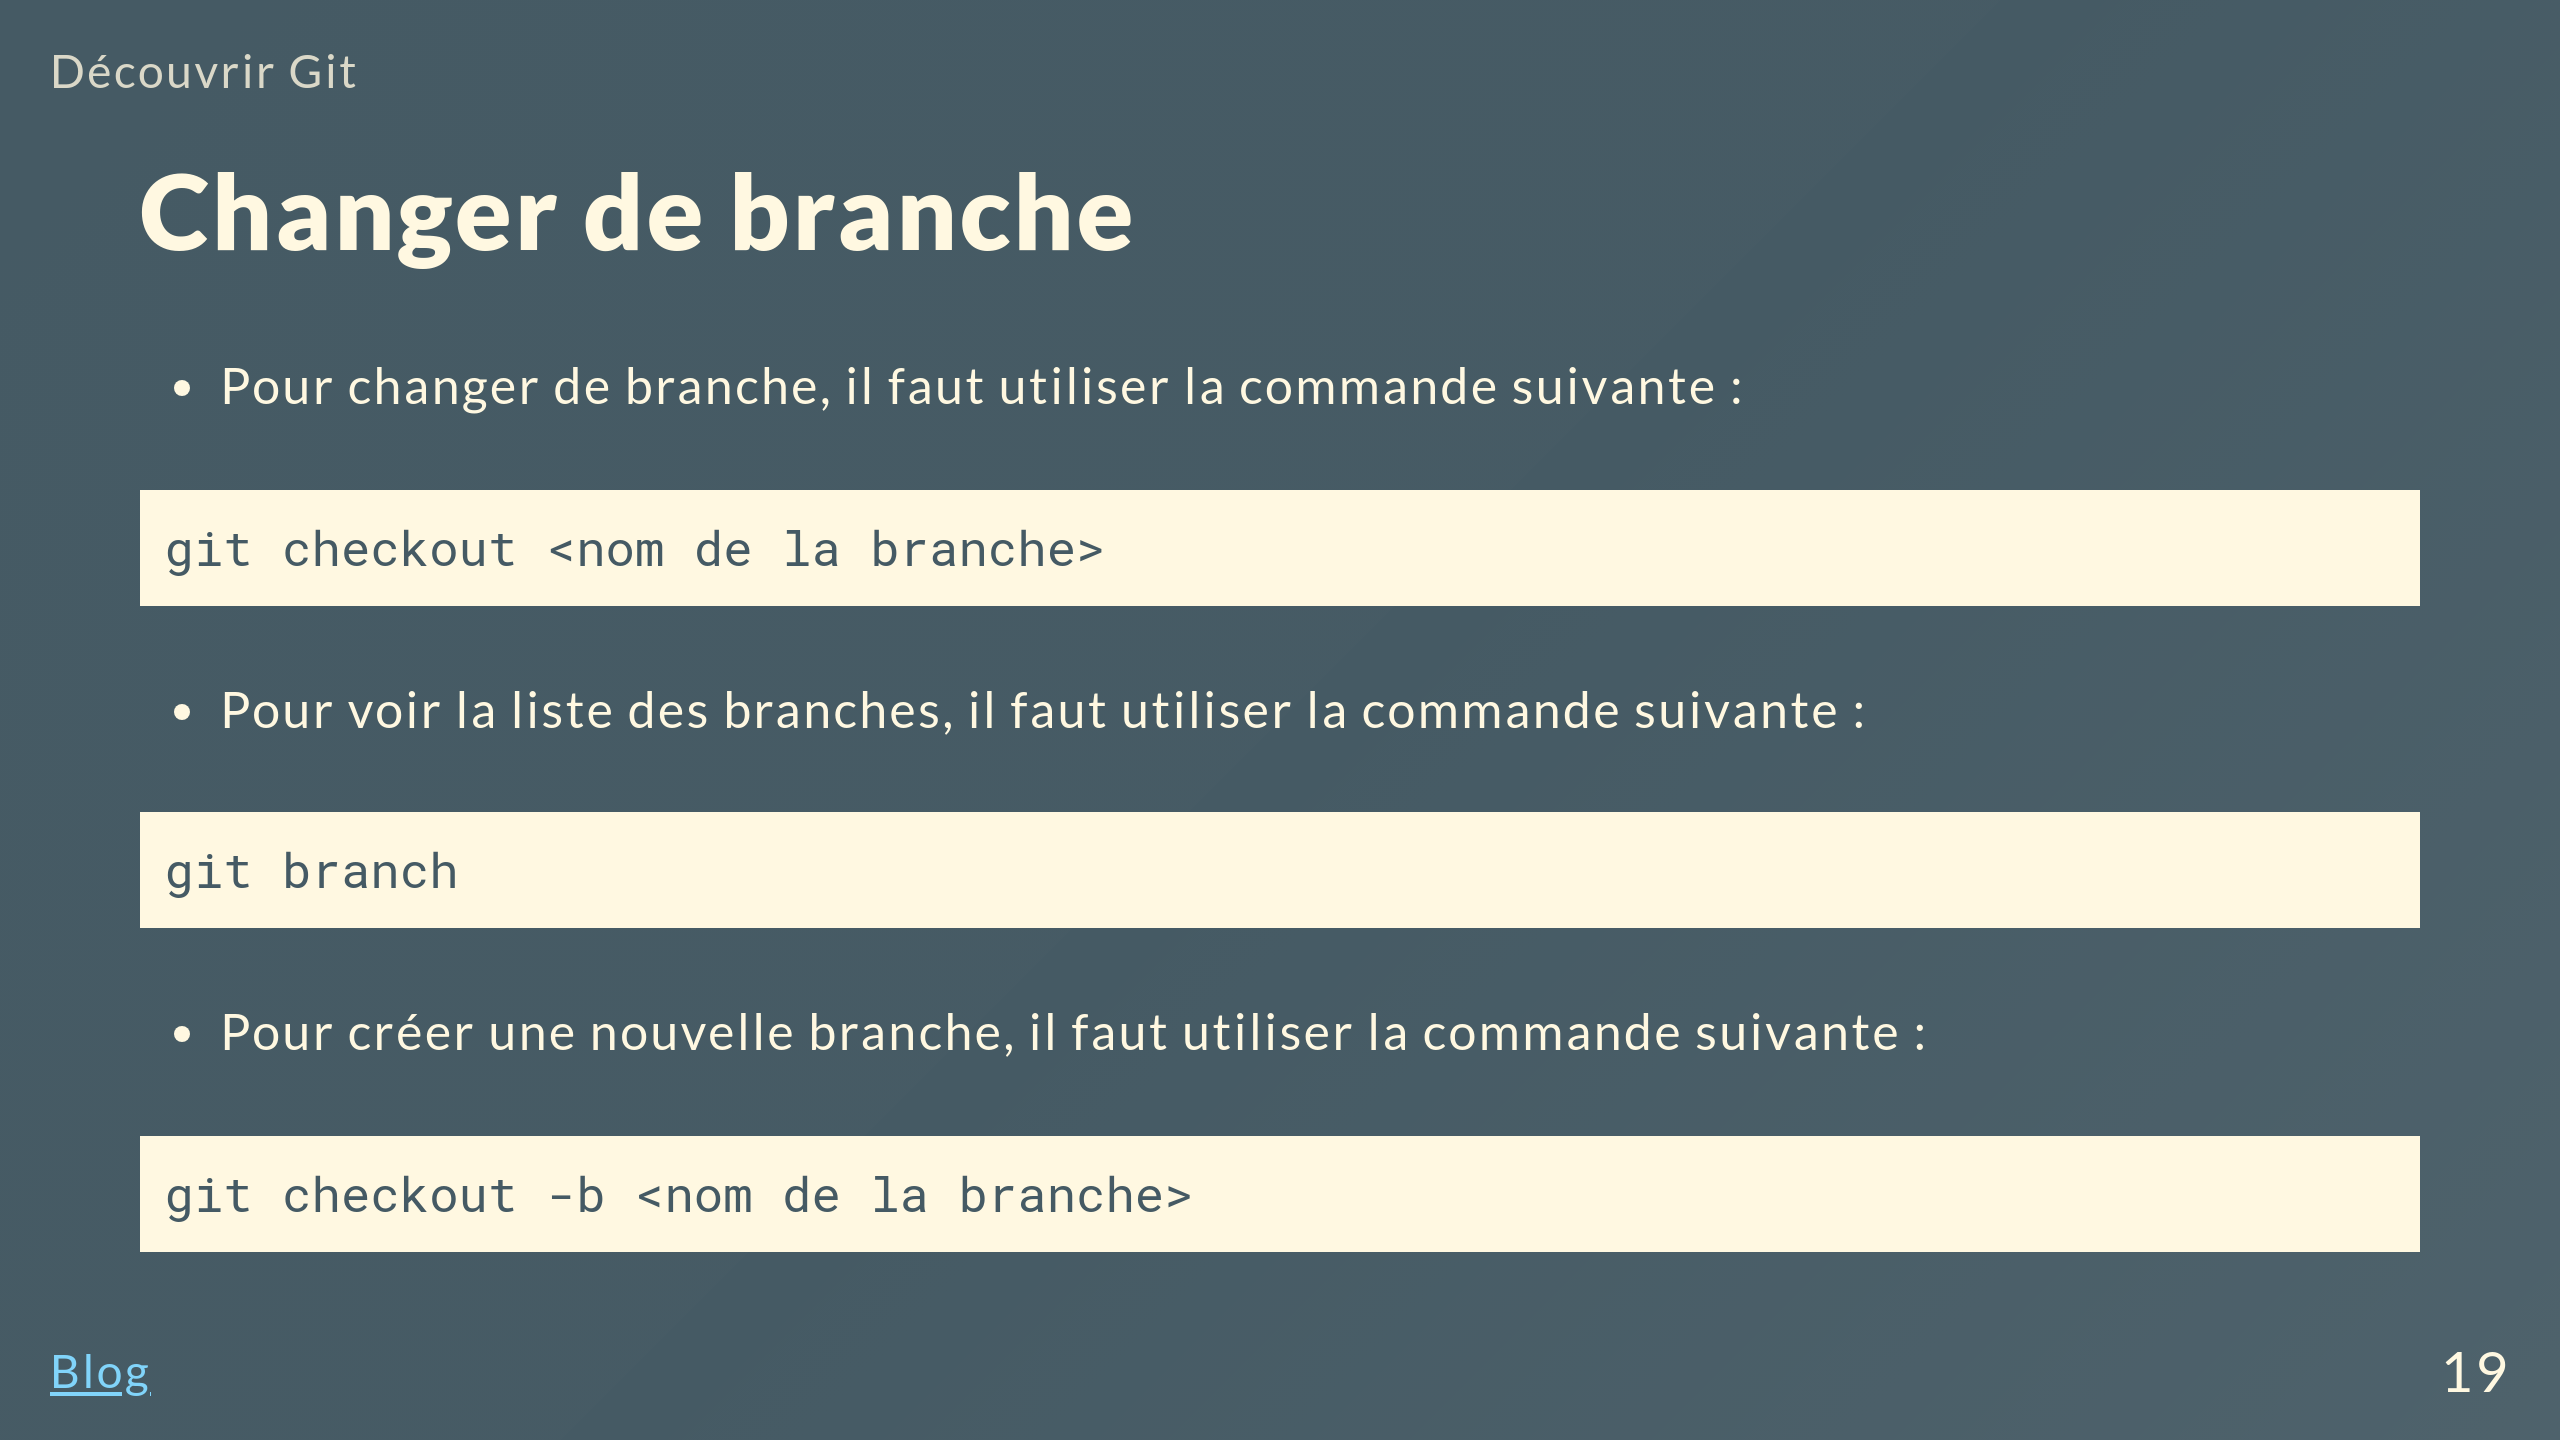 Découvrir Git
Changer de branche
• Pour changer de branche, il faut utiliser la commande suivante :
git checkout <nom de la branche>
• Pour voir la liste des branches, il faut utiliser la commande suivante :
git branch
• Pour créer une nouvelle branche, il faut utiliser la commande suivante :
git checkout -b <nom de la branche>
Blog
19